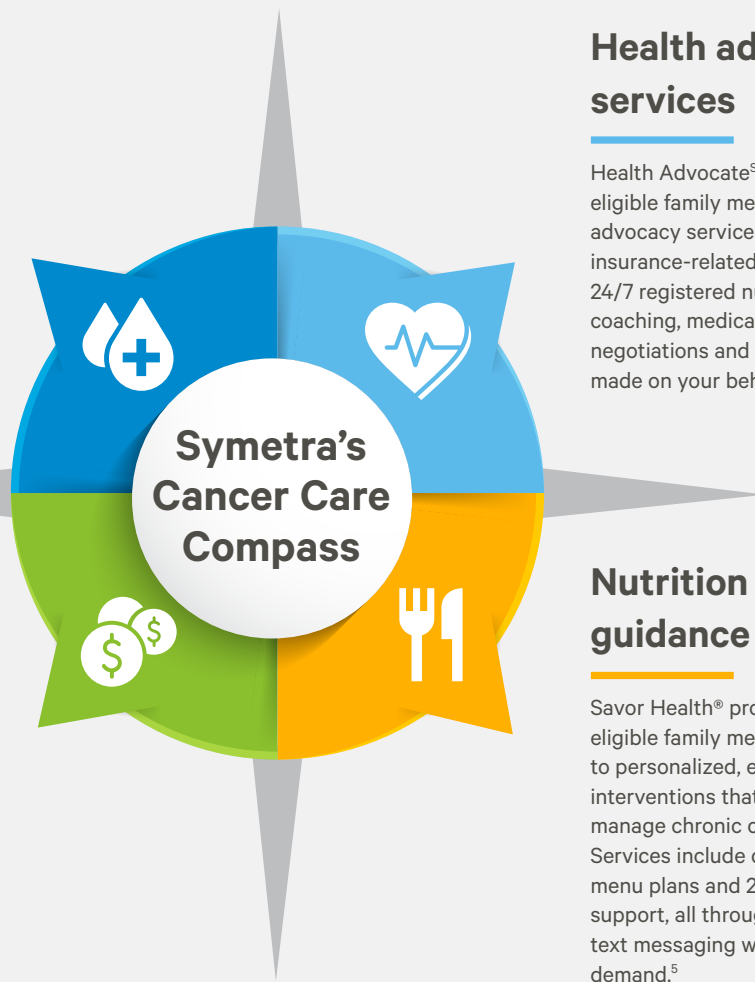 Health ad
services
Health Advocate
eligible family me
advocacy service
insurance-related
24/7 registered nu
coaching, medica
negotiations and
made on your beh
Symetra's
Cancer Care
Compass
$
$
Nutrition
guidance
Savor Health® pro
eligible family me
to personalized, e
interventions that
manage chronic c
Services include
menu plans and 2
support, all throug
text messaging w
demand.5